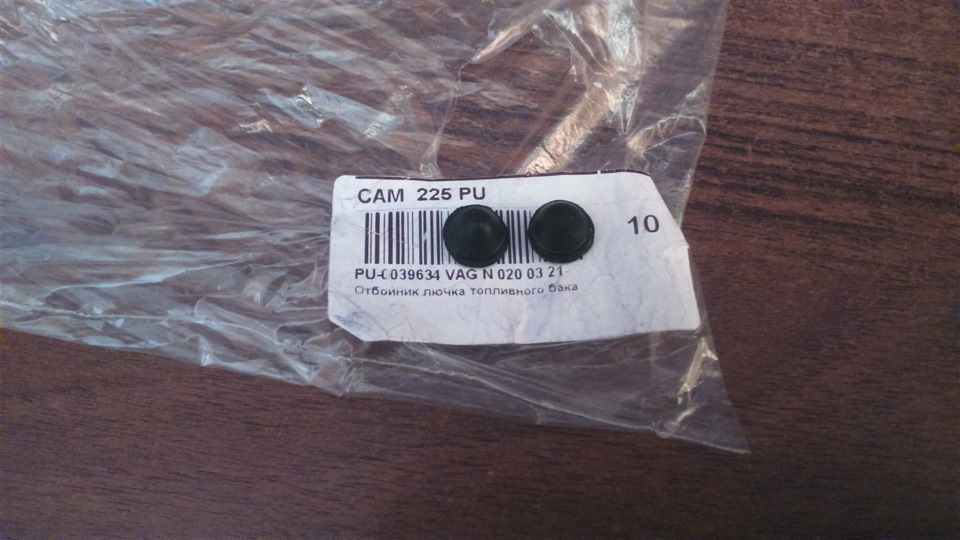 CAM 225 PU
10
PU-039634 VAG N 020 03 21
Отбойник лючка топливного бака